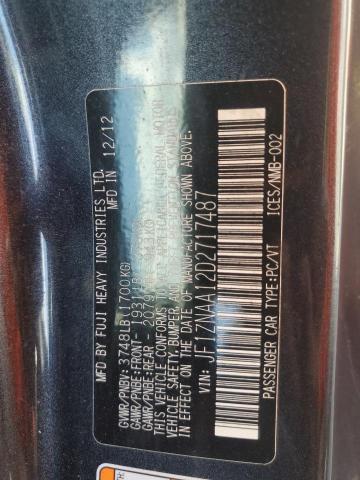 MFD BY FUJI HEAVY INDUSTRIES LTD.
MFD IN 12/12
GVWR/PNBV: 3748LB(1700KG)
GAWR/PNBE:FRONT- 1931LB
GAWR/PNBE:REAR - 2079LB
THIS VEHICLE CONFORMS TO ALL APPLICABLE FEDERAL MOTOR
VEHICLE SAFETY, BUMPER, AND THEFT PREVENTION STANDARDS
IN EFFECT ON THE DATE OF MANUFACTURE SHOWN ABOVE.
VIN: JF1ZNAA12D2717487
PASSENGER CAR TYPE:PC/VT ICES/NMB-002